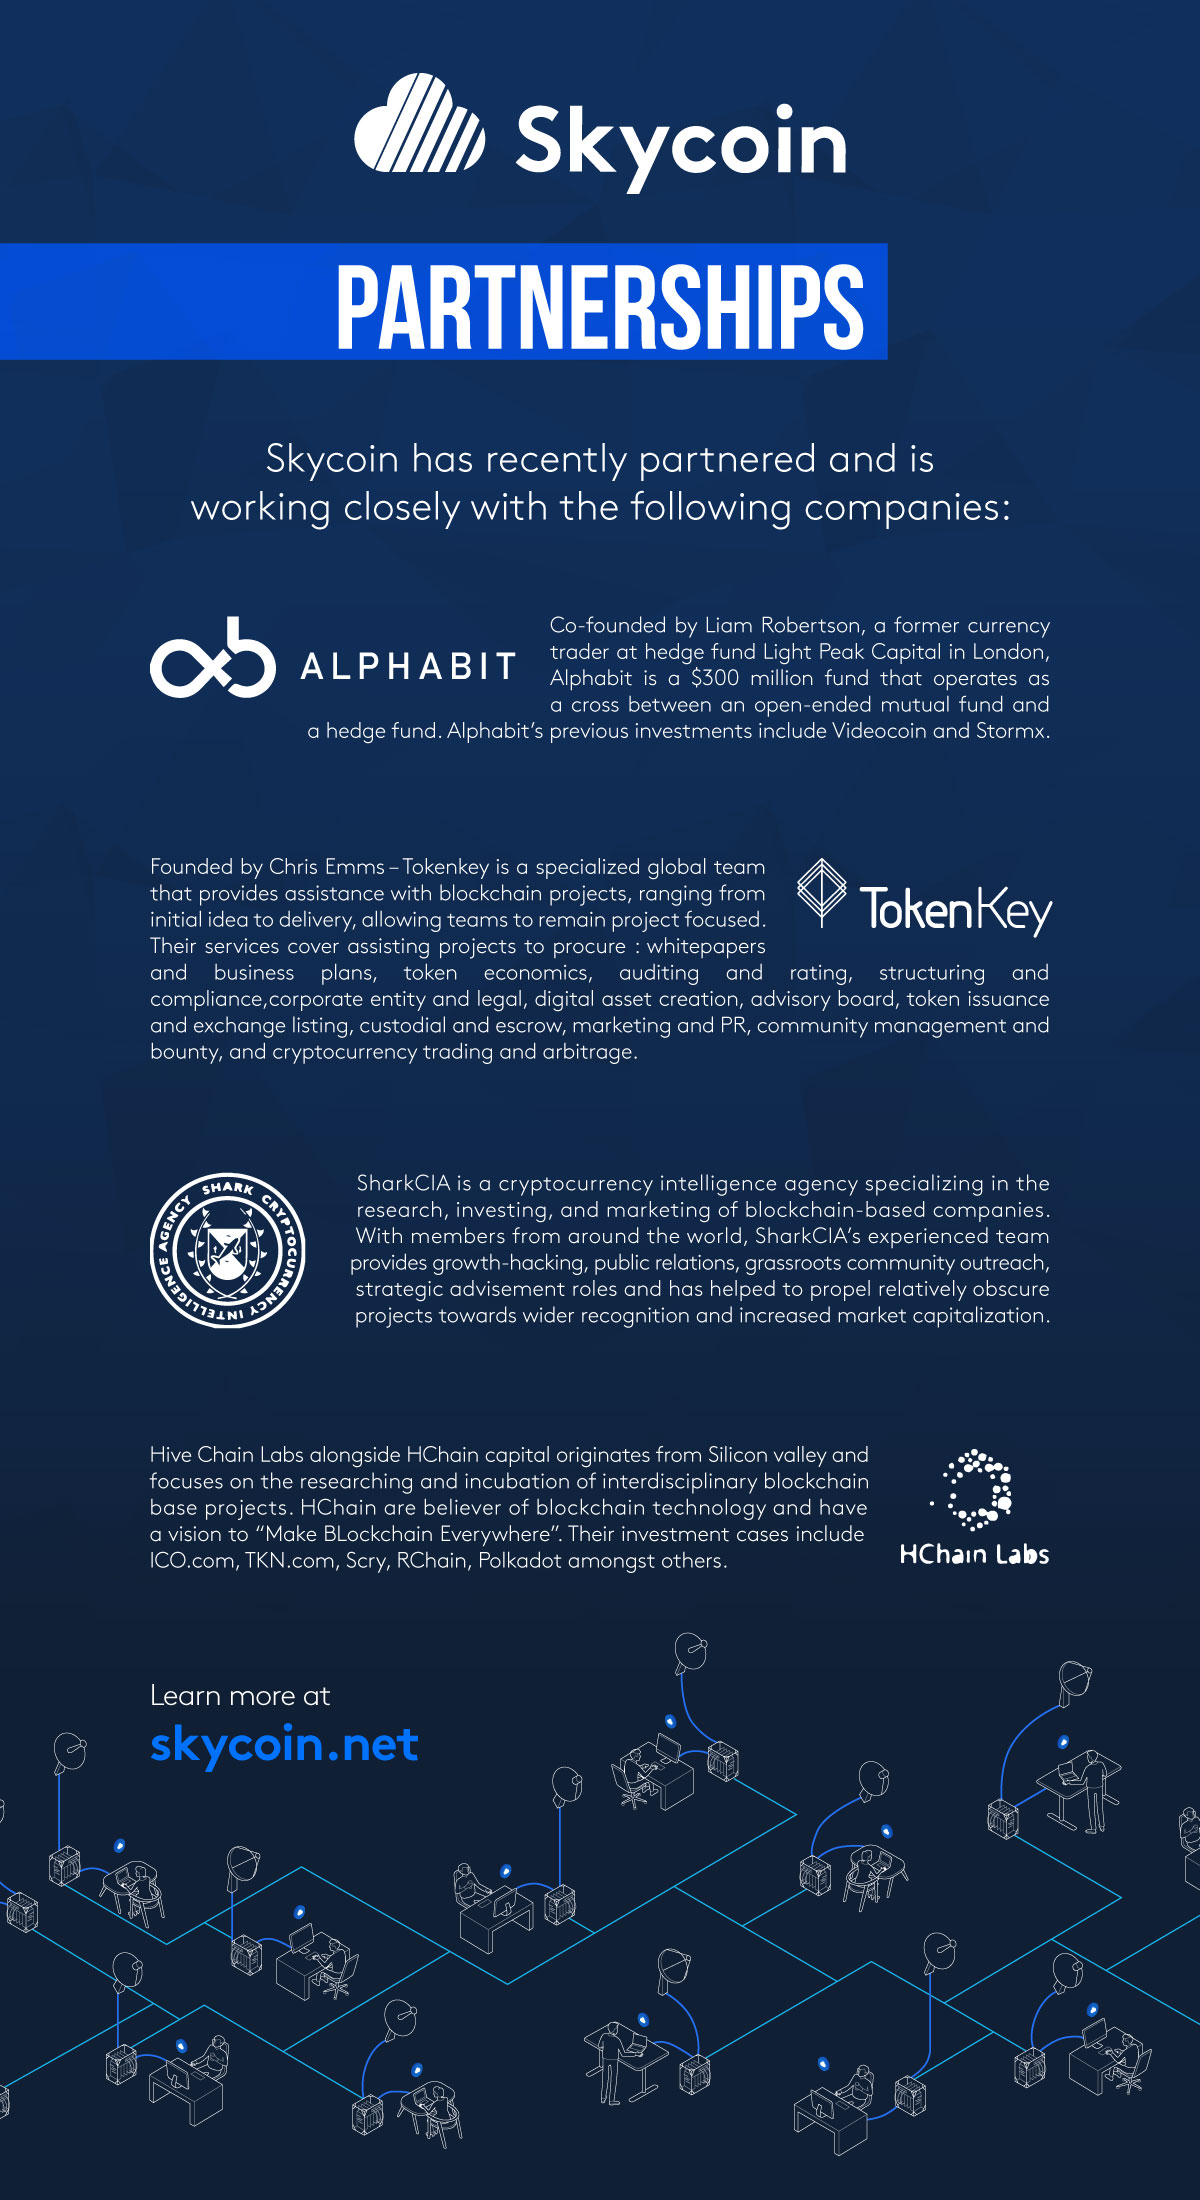 Skycoin
PARTNERSHIPS
Skycoin has recently partnered and is
working closely with the following companies:
ALPHABIT
Co-founded by Liam Robertson, a former currency
trader at hedge fund Light Peak Capital in London,
Alphabit is a $300 million fund that operates as
a cross between an open-ended mutual fund and
a hedge fund. Alphabit's previous investments include Videocoin and Stormx.
Founded by Chris Emms – Tokenkey is a specialized global team
that provides assistance with blockchain projects, ranging from
initial idea to delivery, allowing teams to remain project focused.
Their services cover assisting projects to procure : whitepapers
and business plans, token economics, auditing and rating, structuring and
compliance,corporate entity and legal, digital asset creation, advisory board, token issuance
and exchange listing, custodial and escrow, marketing and PR, community management and
bounty, and cryptocurrency trading and arbitrage.
TokenKey
SHARK CRYPTOCURRENCY INTELLIGENCE AGENCY
SharkCIA is a cryptocurrency intelligence agency specializing in the
research, investing, and marketing of blockchain-based companies.
With members from around the world, SharkCIA's experienced team
provides growth-hacking, public relations, grassroots community outreach,
strategic advisement roles and has helped to propel relatively obscure
projects towards wider recognition and increased market capitalization.
Hive Chain Labs alongside HChain capital originates from Silicon valley and
focuses on the researching and incubation of interdisciplinary blockchain
base projects. HChain are believer of blockchain technology and have
a vision to “Make BLockchain Everywhere”. Their investment cases include
ICO.com, TKN.com, Scry, RChain, Polkadot amongst others.
HChain Labs
Learn more at
skycoin.net